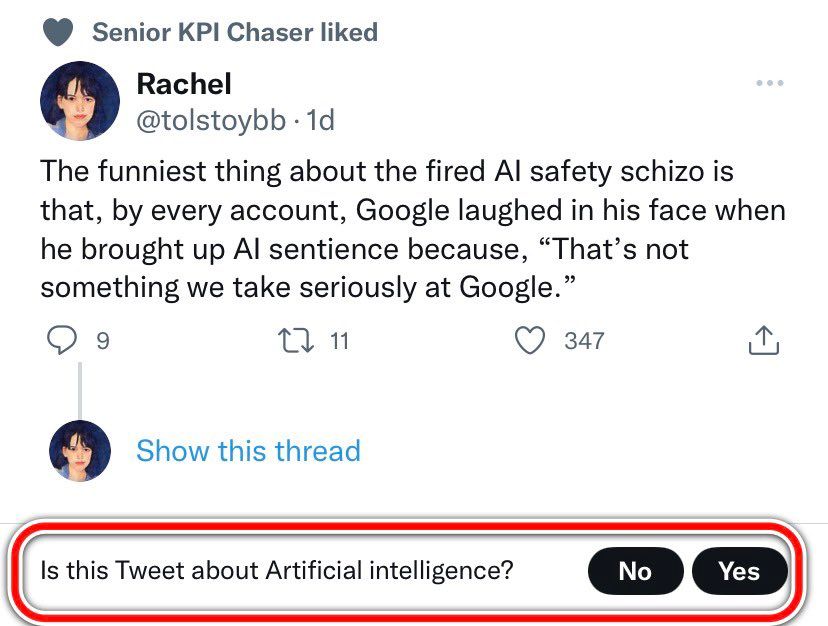 Senior KPI Chaser liked
Rachel
@tolstoybb · 1d
The funniest thing about the fired AI safety schizo is
that, by every account, Google laughed in his face when
he brought up AI sentience because, “That’s not
something we take seriously at Google.”
9 11 347
Show this thread
Is this Tweet about Artificial intelligence? No Yes